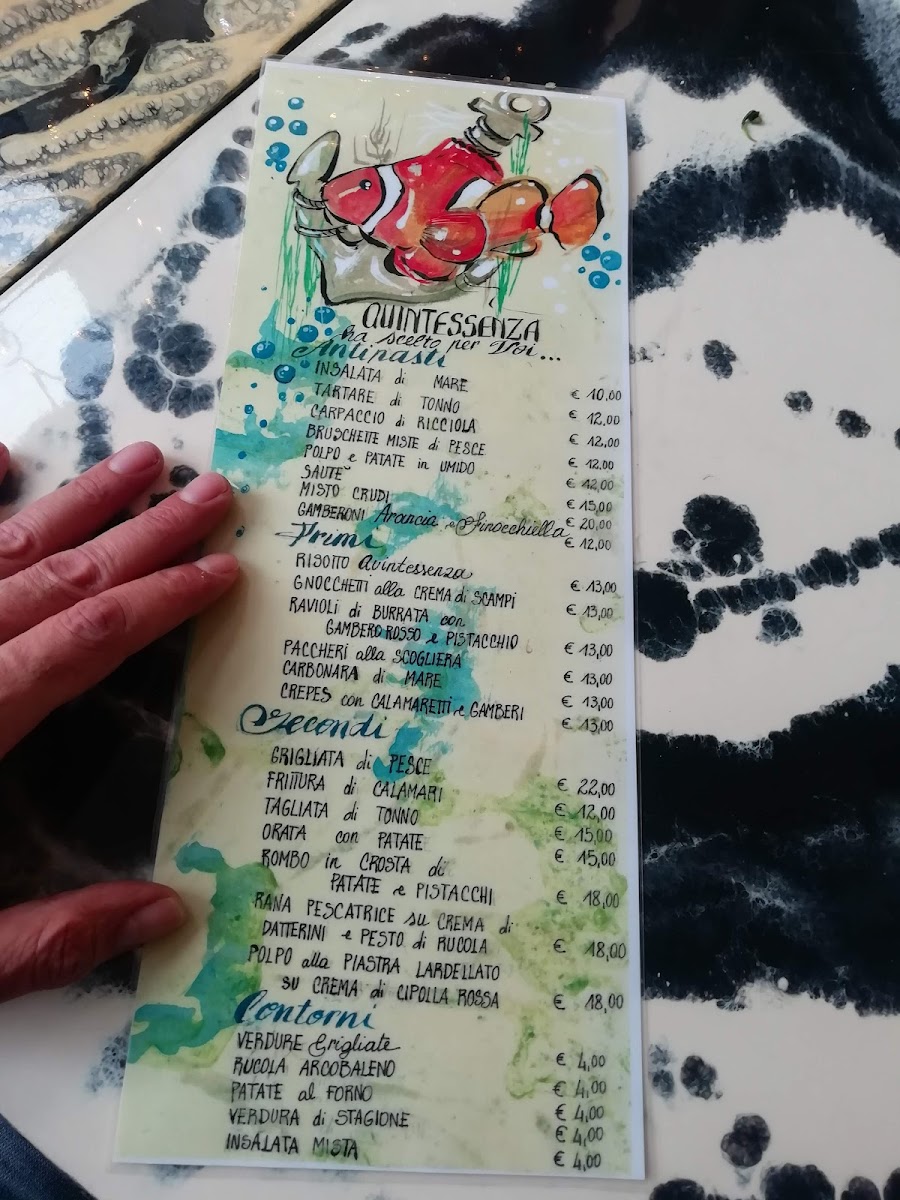 QUINTESSENZA
ha scelto per Voi...
Antipasti
INSALATA di MARE € 10,00
TARTARE di TONNO € 12,00
CARPACCIO di RICCIOLA € 12,00
BRUSCHETTE MISTE di PESCE € 12,00
POLPO e PATATE in UMIDO € 12,00
SAUTE` € 15,00
MISTO CRUDI € 20,00
GAMBERONI Arancia e Finocchiella € 12,00
Primi
RISOTTO Quintessenza € 13,00
GNOCCHETTI alla CREMA di SCAMPI € 13,00
RAVIOLI di BURRATA con
GAMBERO ROSSO e PISTACCHIO € 13,00
PACCHERI alla SCOGLIERA € 13,00
CARBONARA di MARE € 13,00
CREPES con CALAMARETTI e GAMBERI € 13,00
Secondi
GRIGLIATA di PESCE € 22,00
FRITTURA di CALAMARI € 12,00
TAGLIATA di TONNO € 15,00
ORATA con PATATE € 15,00
ROMBO in CROSTA di
PATATE e PISTACCHI € 18,00
RANA PESCATRICE su CREMA di
DATTERINI e PESTO di RUCOLA € 18,00
POLPO alla PIASTRA LARDELLATO
SU CREMA di CIPOLLA ROSSA € 18,00
Contorni
VERDURE Grigliate € 4,00
RUCOLA ARCOBALENO € 4,00
PATATE al FORNO € 4,00
VERDURA di STAGIONE € 4,00
INSALATA MISTA € 4,00